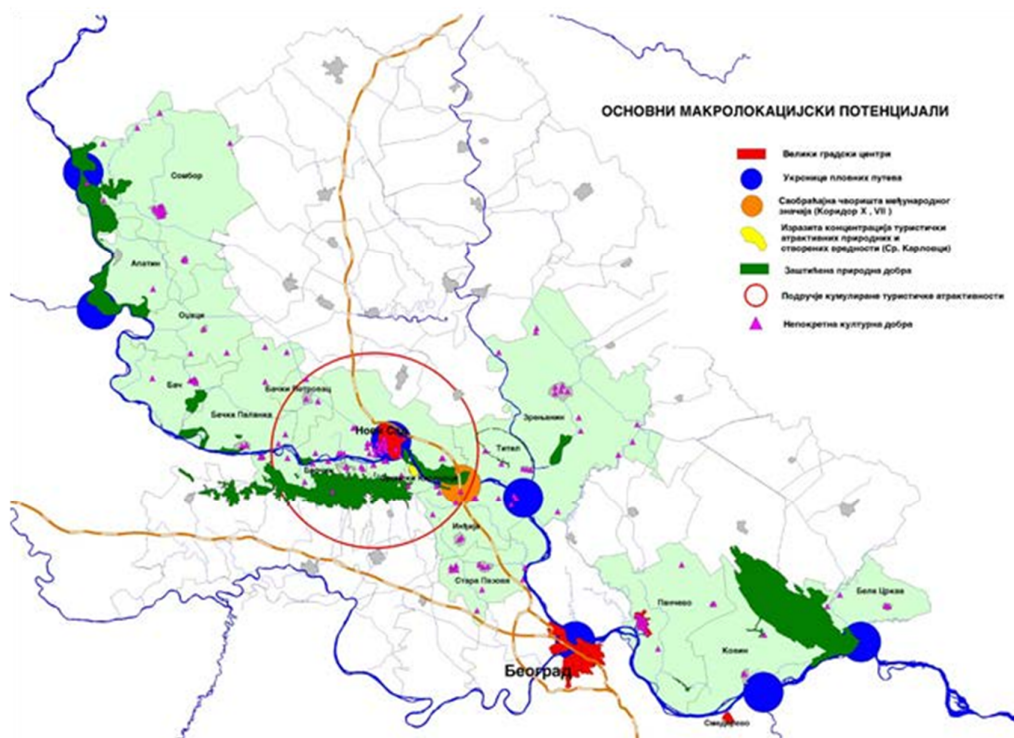 ОСНОВНИ МАКРОЛОКАЦИЈСКИ ПОТЕНЦИЈАЛИ
Велики градски центри
Укрснице пловних путева
Саобраћајна чворишта међународног
значаја (Коридор X , VII )
Изразита концентрација туристички
атрактивних природних и
створених вредности (Ср. Карловци)
Заштићена природна добра
Подручје кумулиране туристичке атрактивности
Непокретна културна добра
Сомбор
Апатин
Оџаци
Бач
Бачки Петровац
Бачка Паланка
Нови Сад
Зрењанин
Тител
Инђија
Стара Пазова
Београд
Панчево
Ковин
Бела Црква
Смедерево